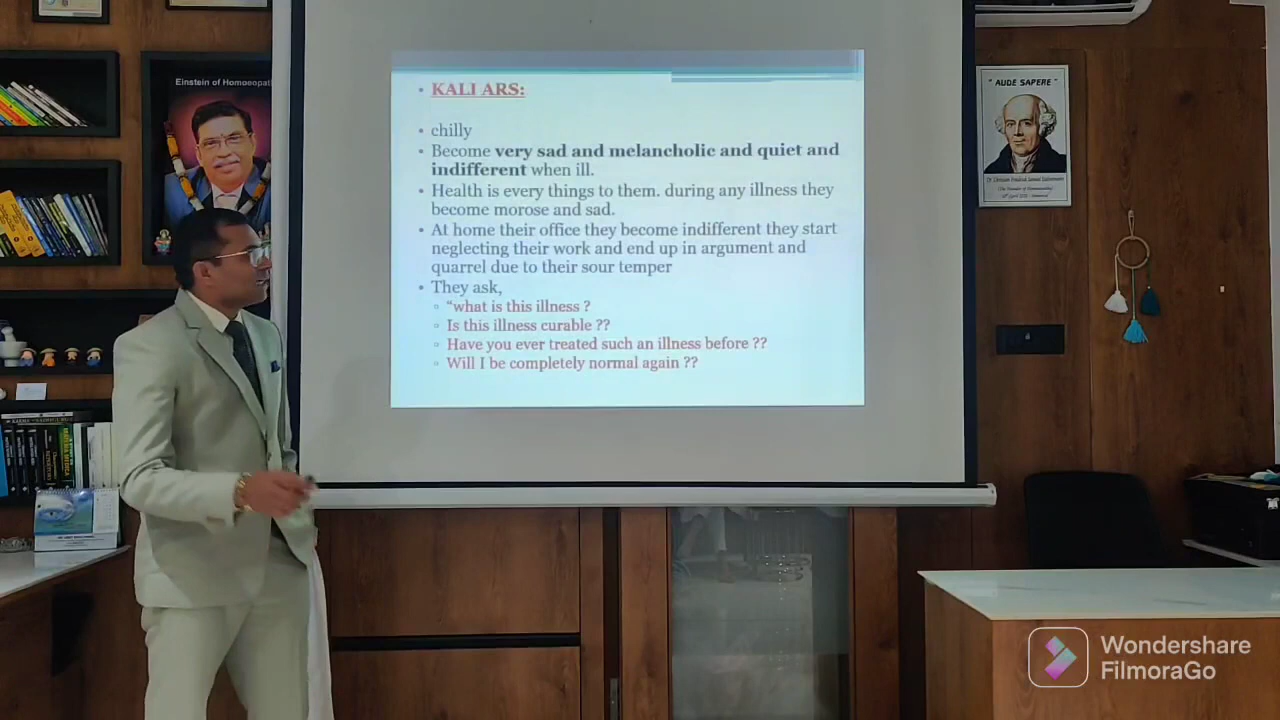 Einstein of Homoeopath
KALI ARS:
chilly
Become very sad and melancholic and quiet and
indifferent when ill.
Health is every things to them. during any illness they
become morose and sad.
At home their office they become indifferent they start
neglecting their work and end up in argument and
quarrel due to their sour temper
They ask,
“what is this illness ?
Is this illness curable ??
Have you ever treated such an illness before ??
Will I be completely normal again ??
" AUDE SAPERE "
Wondershare
FilmoraGo